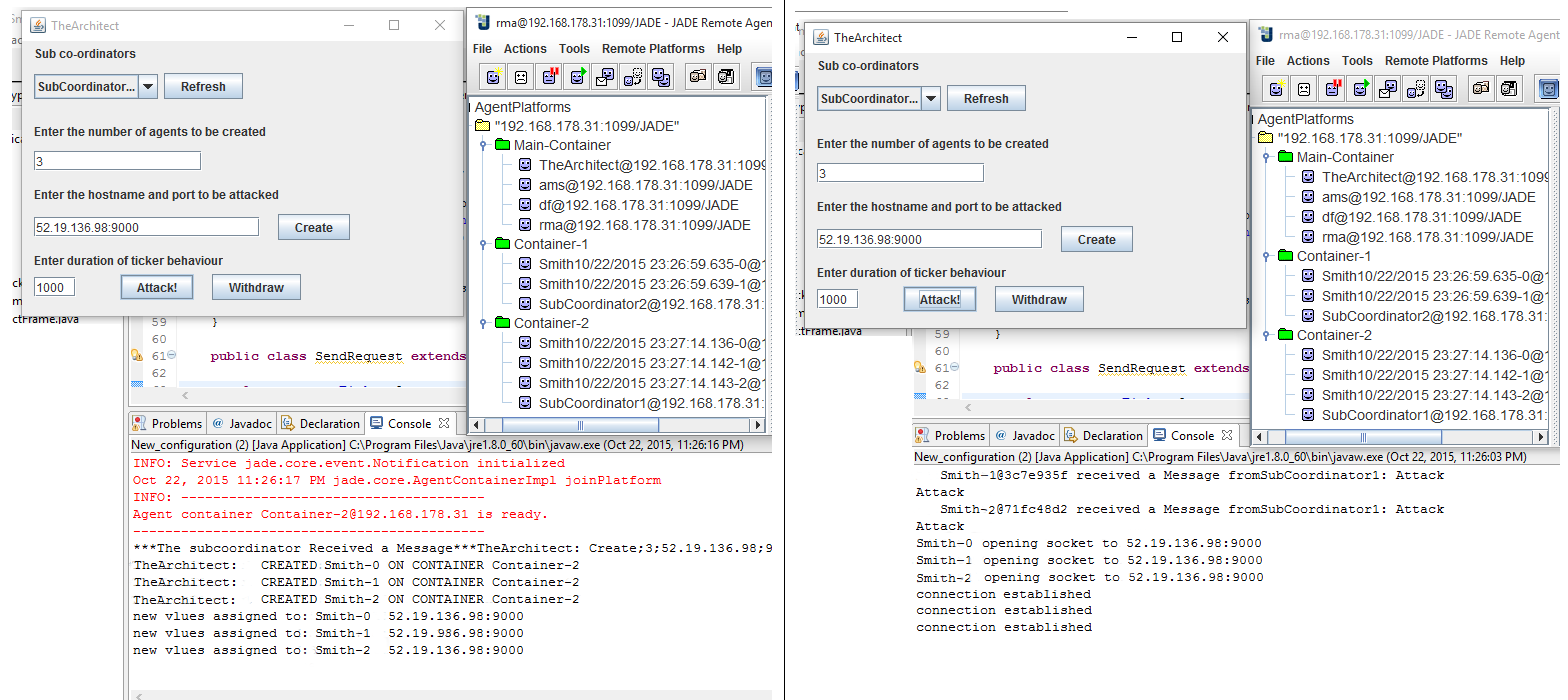 TheArchitect
Sub co-ordinators
SubCoordinator...
Refresh
Enter the number of agents to be created
3
Enter the hostname and port to be attacked
52.19.136.98:9000
Create
Enter duration of ticker behaviour
1000
Attack!
Withdraw
ctFrame.java
rma@192.168.178.31:1099/JADE - JADE Remote Agen
File Actions Tools Remote Platforms Help
AgentPlatforms
"192.168.178.31:1099/JADE"
Main-Container
TheArchitect@192.168.178.31:1099
ams@192.168.178.31:1099/JADE
df@192.168.178.31:1099/JADE
rma@192.168.178.31:1099/JADE
Container-1
Smith10/22/2015 23:26:59.635-0@1
Smith10/22/2015 23:26:59.639-1@1
SubCoordinator2@192.168.178.31:
Container-2
Smith10/22/2015 23:27:14.136-0@1
Smith10/22/2015 23:27:14.142-1@1
Smith10/22/2015 23:27:14.143-2@1
SubCoordinator1@192.168.178.31:
59 }
60
61 public class SendRequest extends
62
Problems @ Javadoc Declaration Console
New_configuration (2) [Java Application] C:\Program Files\Java\jre1.8.0_60\bin\javaw.exe (Oct 22, 2015, 11:26:16 PM)
INFO: Service jade.core.event.Notification initialized
Oct 22, 2015 11:26:17 PM jade.core.AgentContainerImpl joinPlatform
INFO: ----------------------------------------
Agent container Container-2@192.168.178.31 is ready.
----------------------------------------------
***The subcoordinator Received a Message***TheArchitect: Create;3;52.19.136.98;9
TheArchitect: CREATED Smith-0 ON CONTAINER Container-2
TheArchitect: CREATED Smith-1 ON CONTAINER Container-2
TheArchitect: CREATED Smith-2 ON CONTAINER Container-2
new vlues assigned to: Smith-0 52.19.136.98:9000
new vlues assigned to: Smith-1 52.19.986.98:9000
new vlues assigned to: Smith-2 52.19.136.98:9000
TheArchitect
Sub co-ordinators
SubCoordinator...
Refresh
Enter the number of agents to be created
3
Enter the hostname and port to be attacked
52.19.136.98:9000
Create
Enter duration of ticker behaviour
1000
Attack!
Withdraw
ctFrame.java
rma@192.168.178.31:1099/JADE - JADE Remote Agent
File Actions Tools Remote Platforms Help
AgentPlatforms
"192.168.178.31:1099/JADE"
Main-Container
TheArchitect@192.168.178.31:1099
ams@192.168.178.31:1099/JADE
df@192.168.178.31:1099/JADE
rma@192.168.178.31:1099/JADE
Container-1
Smith10/22/2015 23:26:59.635-0@1
Smith10/22/2015 23:26:59.639-1@1
SubCoordinator2@192.168.178.31:
Container-2
Smith10/22/2015 23:27:14.136-0@1
Smith10/22/2015 23:27:14.142-1@1
Smith10/22/2015 23:27:14.143-2@1
SubCoordinator1@192.168.178.31:
59 }
60
61 public class SendRequest extends
62
Problems @ Javadoc Declaration Console
New_configuration (2) [Java Application] C:\Program Files\Java\jre1.8.0_60\bin\javaw.exe (Oct 22, 2015, 11:26:03 PM)
Smith-1@3c7e935f received a Message fromSubCoordinator1: Attack
Attack
Smith-2@71fc48d2 received a Message fromSubCoordinator1: Attack
Attack
Smith-0 opening socket to 52.19.136.98:9000
Smith-1 opening socket to 52.19.136.98:9000
Smith-2 opening socket to 52.19.136.98:9000
connection established
connection established
connection established